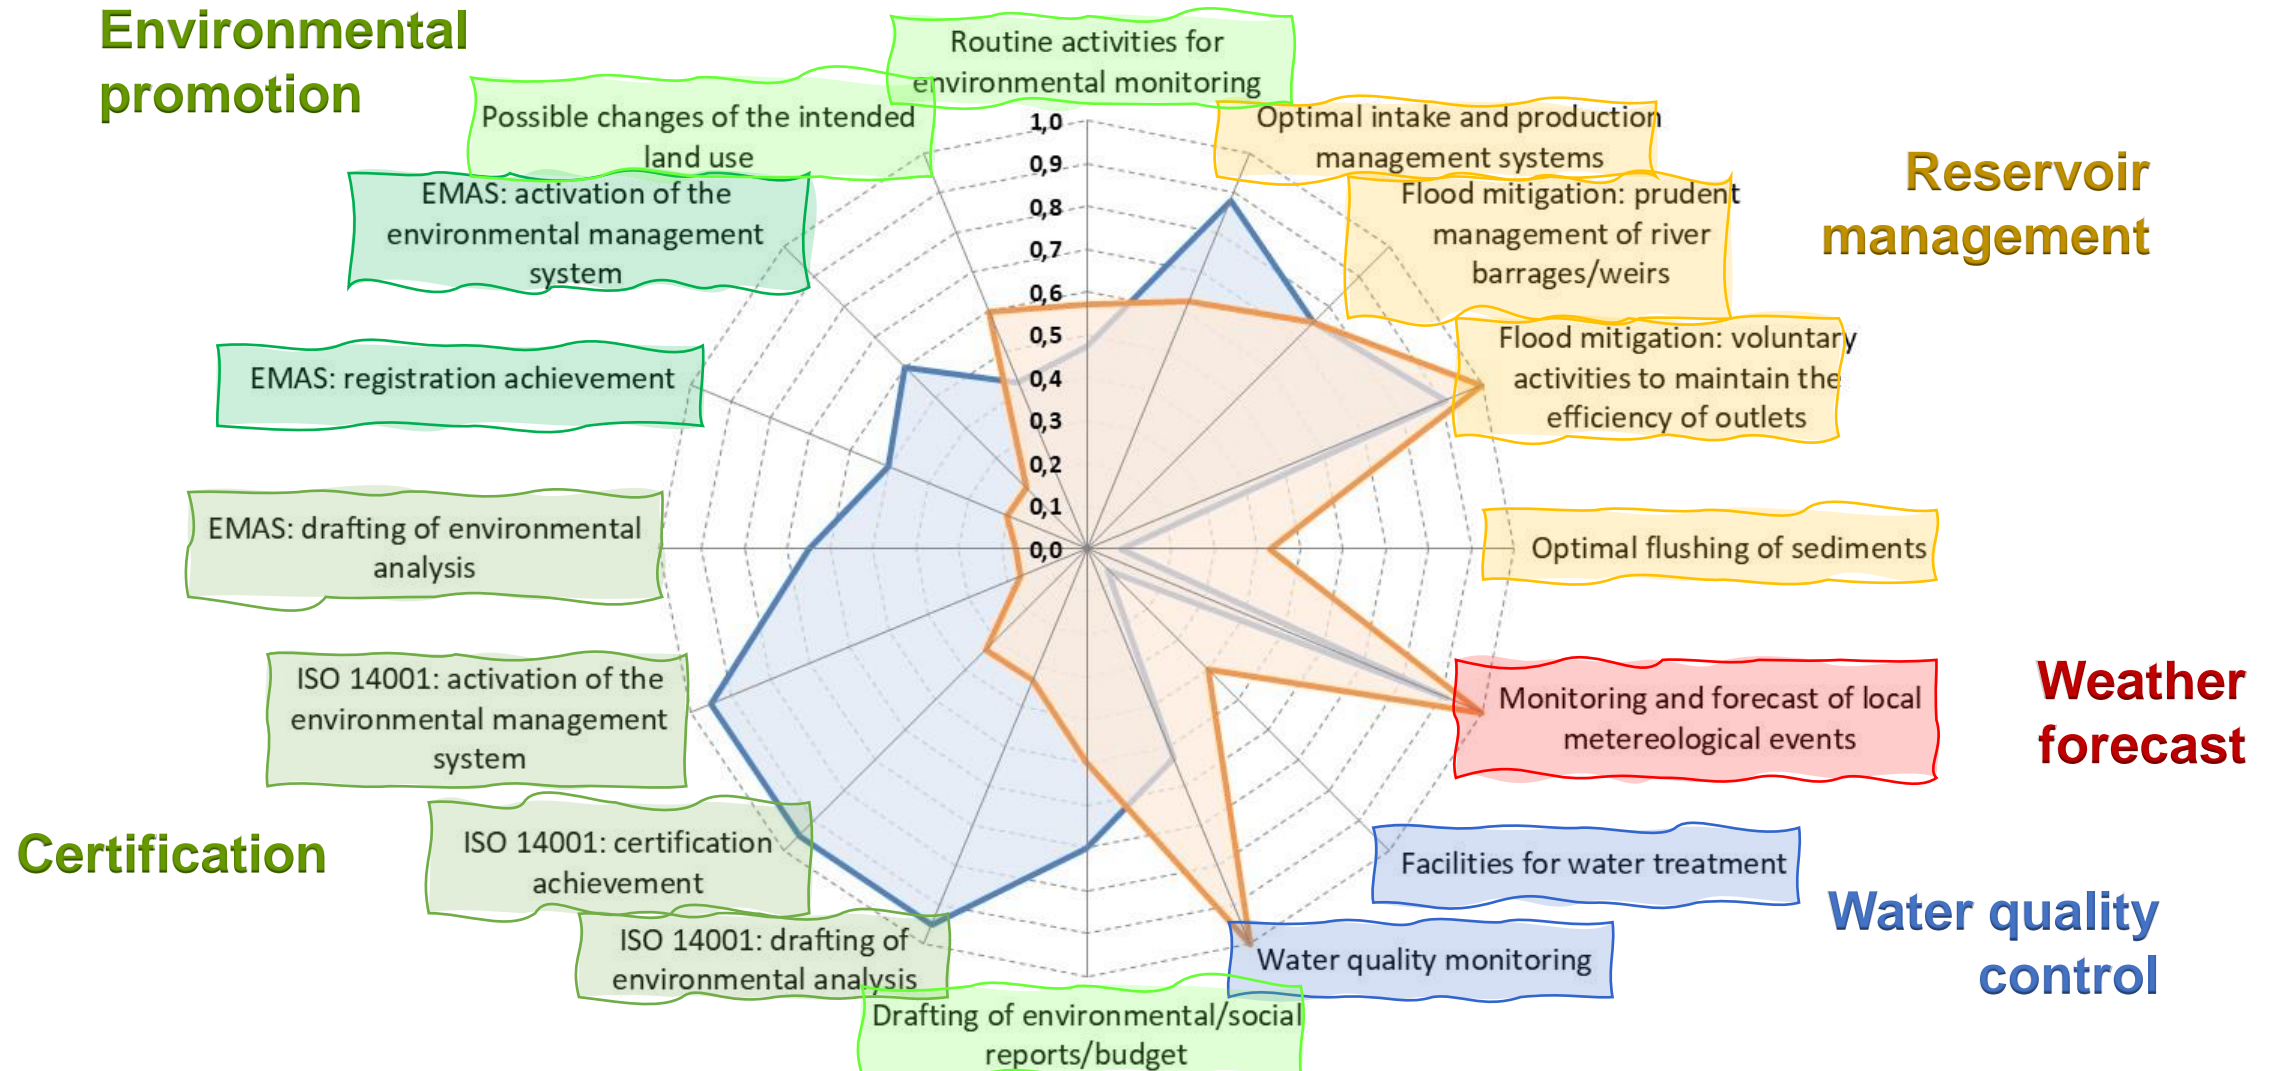 Environmental
promotion
Routine activities for
environmental monitoring
Possible changes of the intended
land use
Optimal intake and production
management systems
EMAS: activation of the
environmental management
system
Flood mitigation: prudent
management of river
barrages/weirs
Reservoir
management
EMAS: registration achievement
Flood mitigation: voluntary
activities to maintain the
efficiency of outlets
1,0
0,9
0,8
0,7
0,6
0,5
0,4
0,3
0,2
0,1
0,0
EMAS: drafting of environmental
analysis
Optimal flushing of sediments
ISO 14001: activation of the
environmental management
system
Monitoring and forecast of local
metereological events
Weather
forecast
Certification
ISO 14001: certification
achievement
Facilities for water treatment
Water quality
control
ISO 14001: drafting of
environmental analysis
Water quality monitoring
Drafting of environmental/social
reports/budget